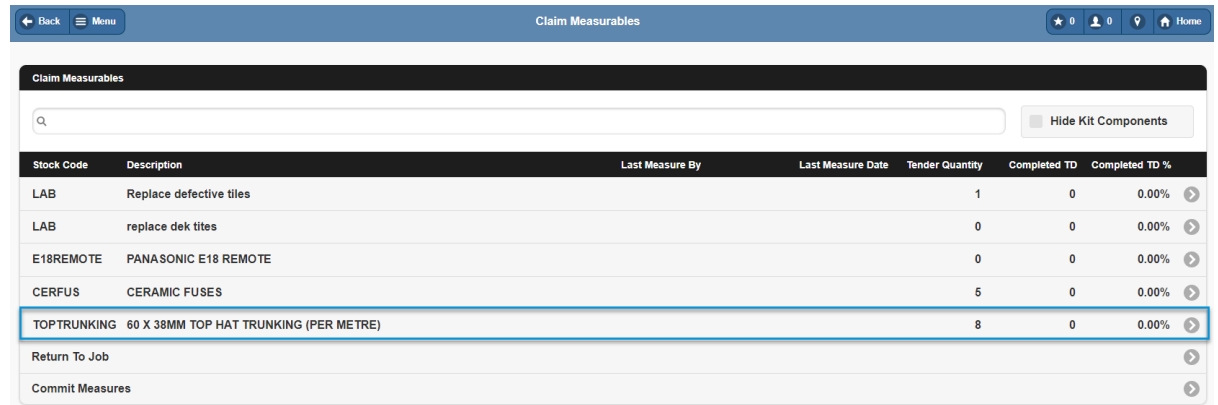 Back Menu Claim Measurables 0 0 Home
Claim Measurables
Hide Kit Components
Stock Code Description Last Measure By Last Measure Date Tender Quantity Completed TD Completed TD %
LAB Replace defective tiles 1 0 0.00%
LAB replace dek tites 0 0 0.00%
E18REMOTE PANASONIC E18 REMOTE 0 0 0.00%
CERFUS CERAMIC FUSES 5 0 0.00%
TOPTRUNKING 60 X 38MM TOP HAT TRUNKING (PER METRE) 8 0 0.00%
Return To Job
Commit Measures